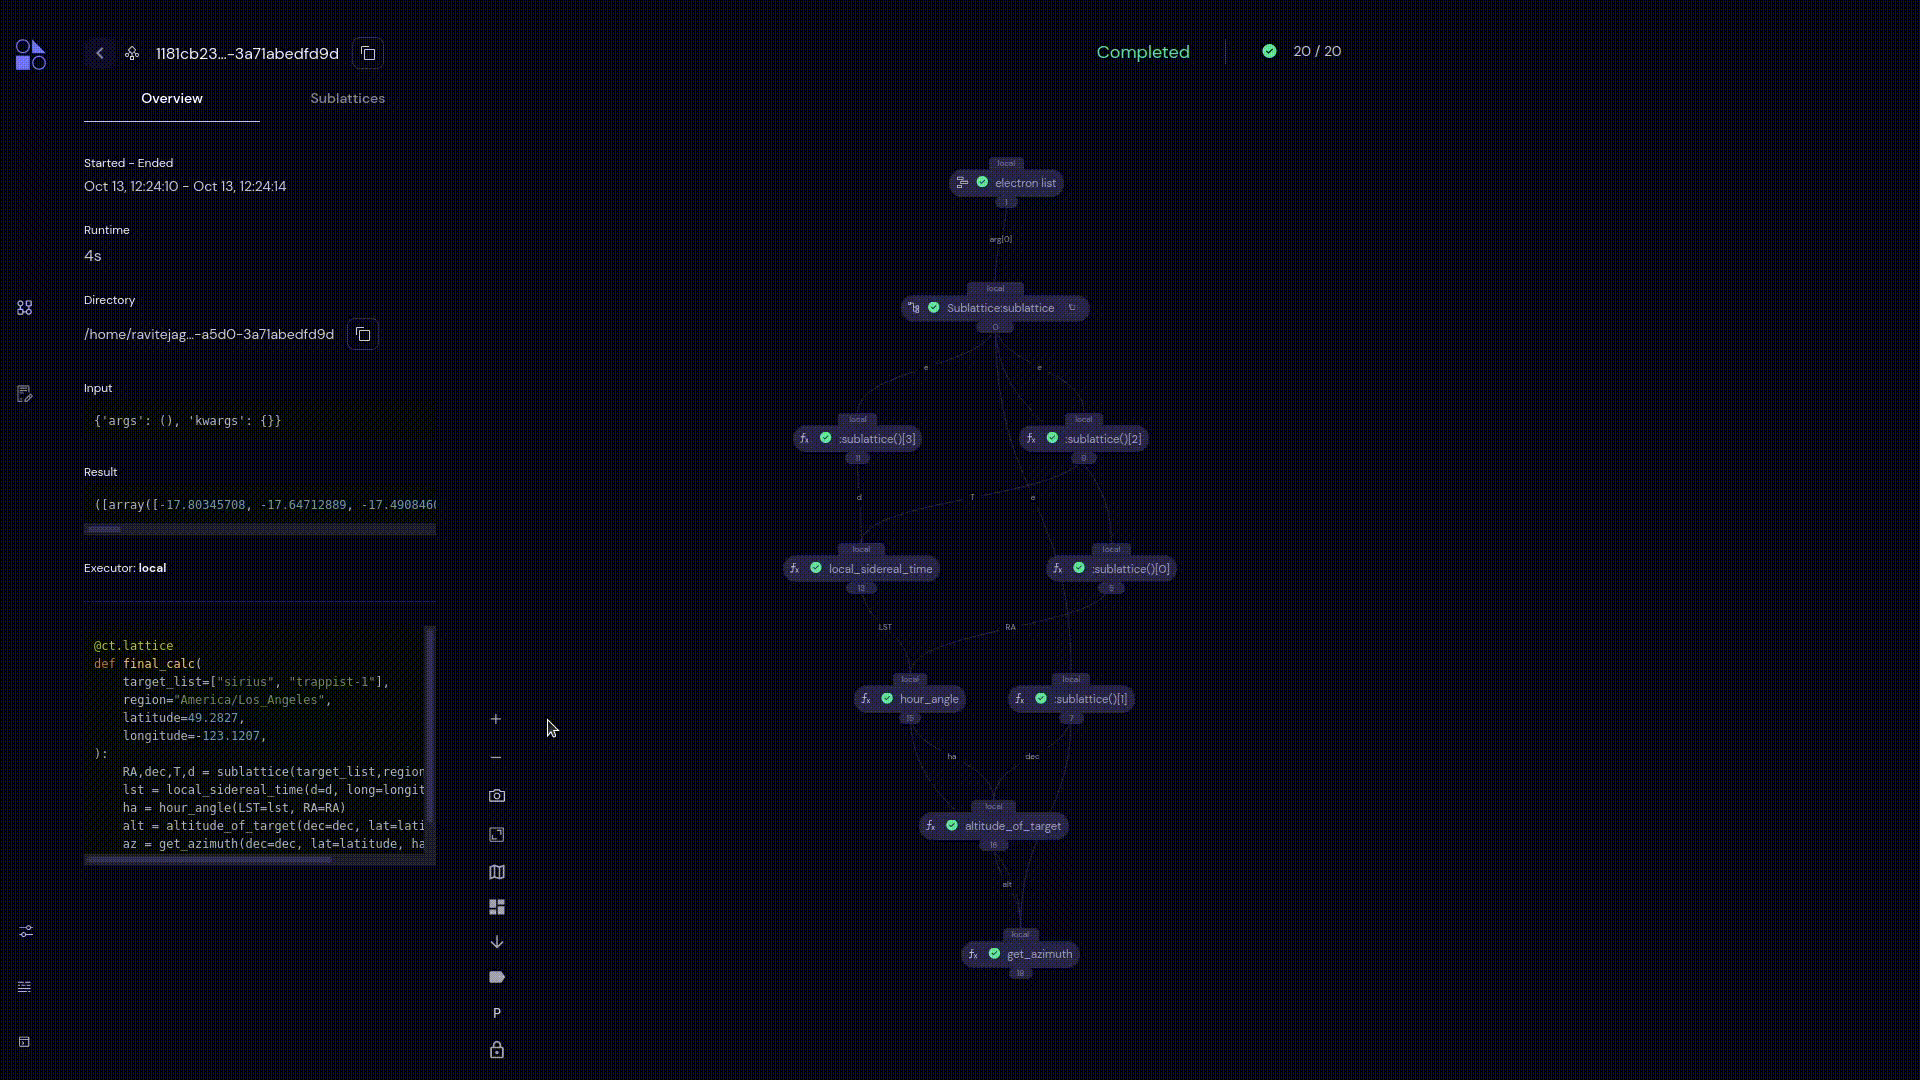 1181cb23...-3a71abedfd9d
Completed
20 / 20
Overview
Sublattices
Started - Ended
Oct 13, 12:24:10 - Oct 13, 12:24:14
Runtime
4s
Directory
/home/ravitejag...-a5d0-3a71abedfd9d
Input
{'args': (), 'kwargs': {}}
Result
([array([-17.80345708, -17.64712889, -17.4908460
Executor: local
@ct.lattice
def final_calc(
    target_list=["sirius", "trappist-1"],
    region="America/Los_Angeles",
    latitude=49.2827,
    longitude=-123.1207,
):
    RA,dec,T,d = sublattice(target_list,region
    lst = local_sidereal_time(d=d, long=longit
    ha = hour_angle(LST=lst, RA=RA)
    alt = altitude_of_target(dec=dec, lat=lati
    az = get_azimuth(dec=dec, lat=latitude, ha
P
local
electron list
1
arg[0]
local
Sublattice:sublattice
0
e
e
local
:sublattice()[3]
11
local
:sublattice()[2]
9
d
T
e
local
local_sidereal_time
13
local
:sublattice()[0]
5
LST
RA
local
hour_angle
15
local
:sublattice()[1]
7
ha
dec
local
altitude_of_target
16
alt
local
get_azimuth
18